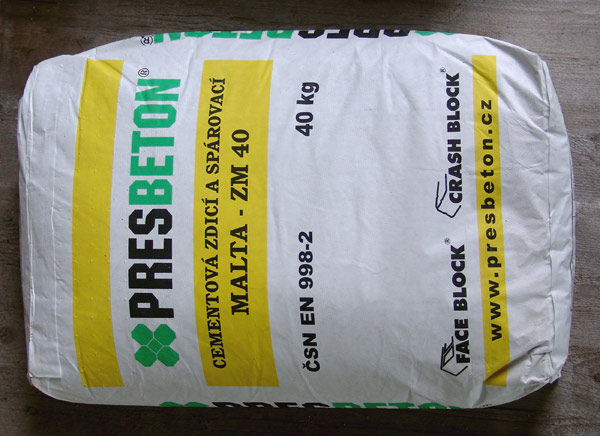 PRESBETON®
CEMENTOVÁ ZDICÍ A SPÁROVACÍ
MALTA - ZM 40
ČSN EN 998-2 40 kg
FACE BLOCK® CRASH BLOCK®
www.presbeton.cz
PRESBETON